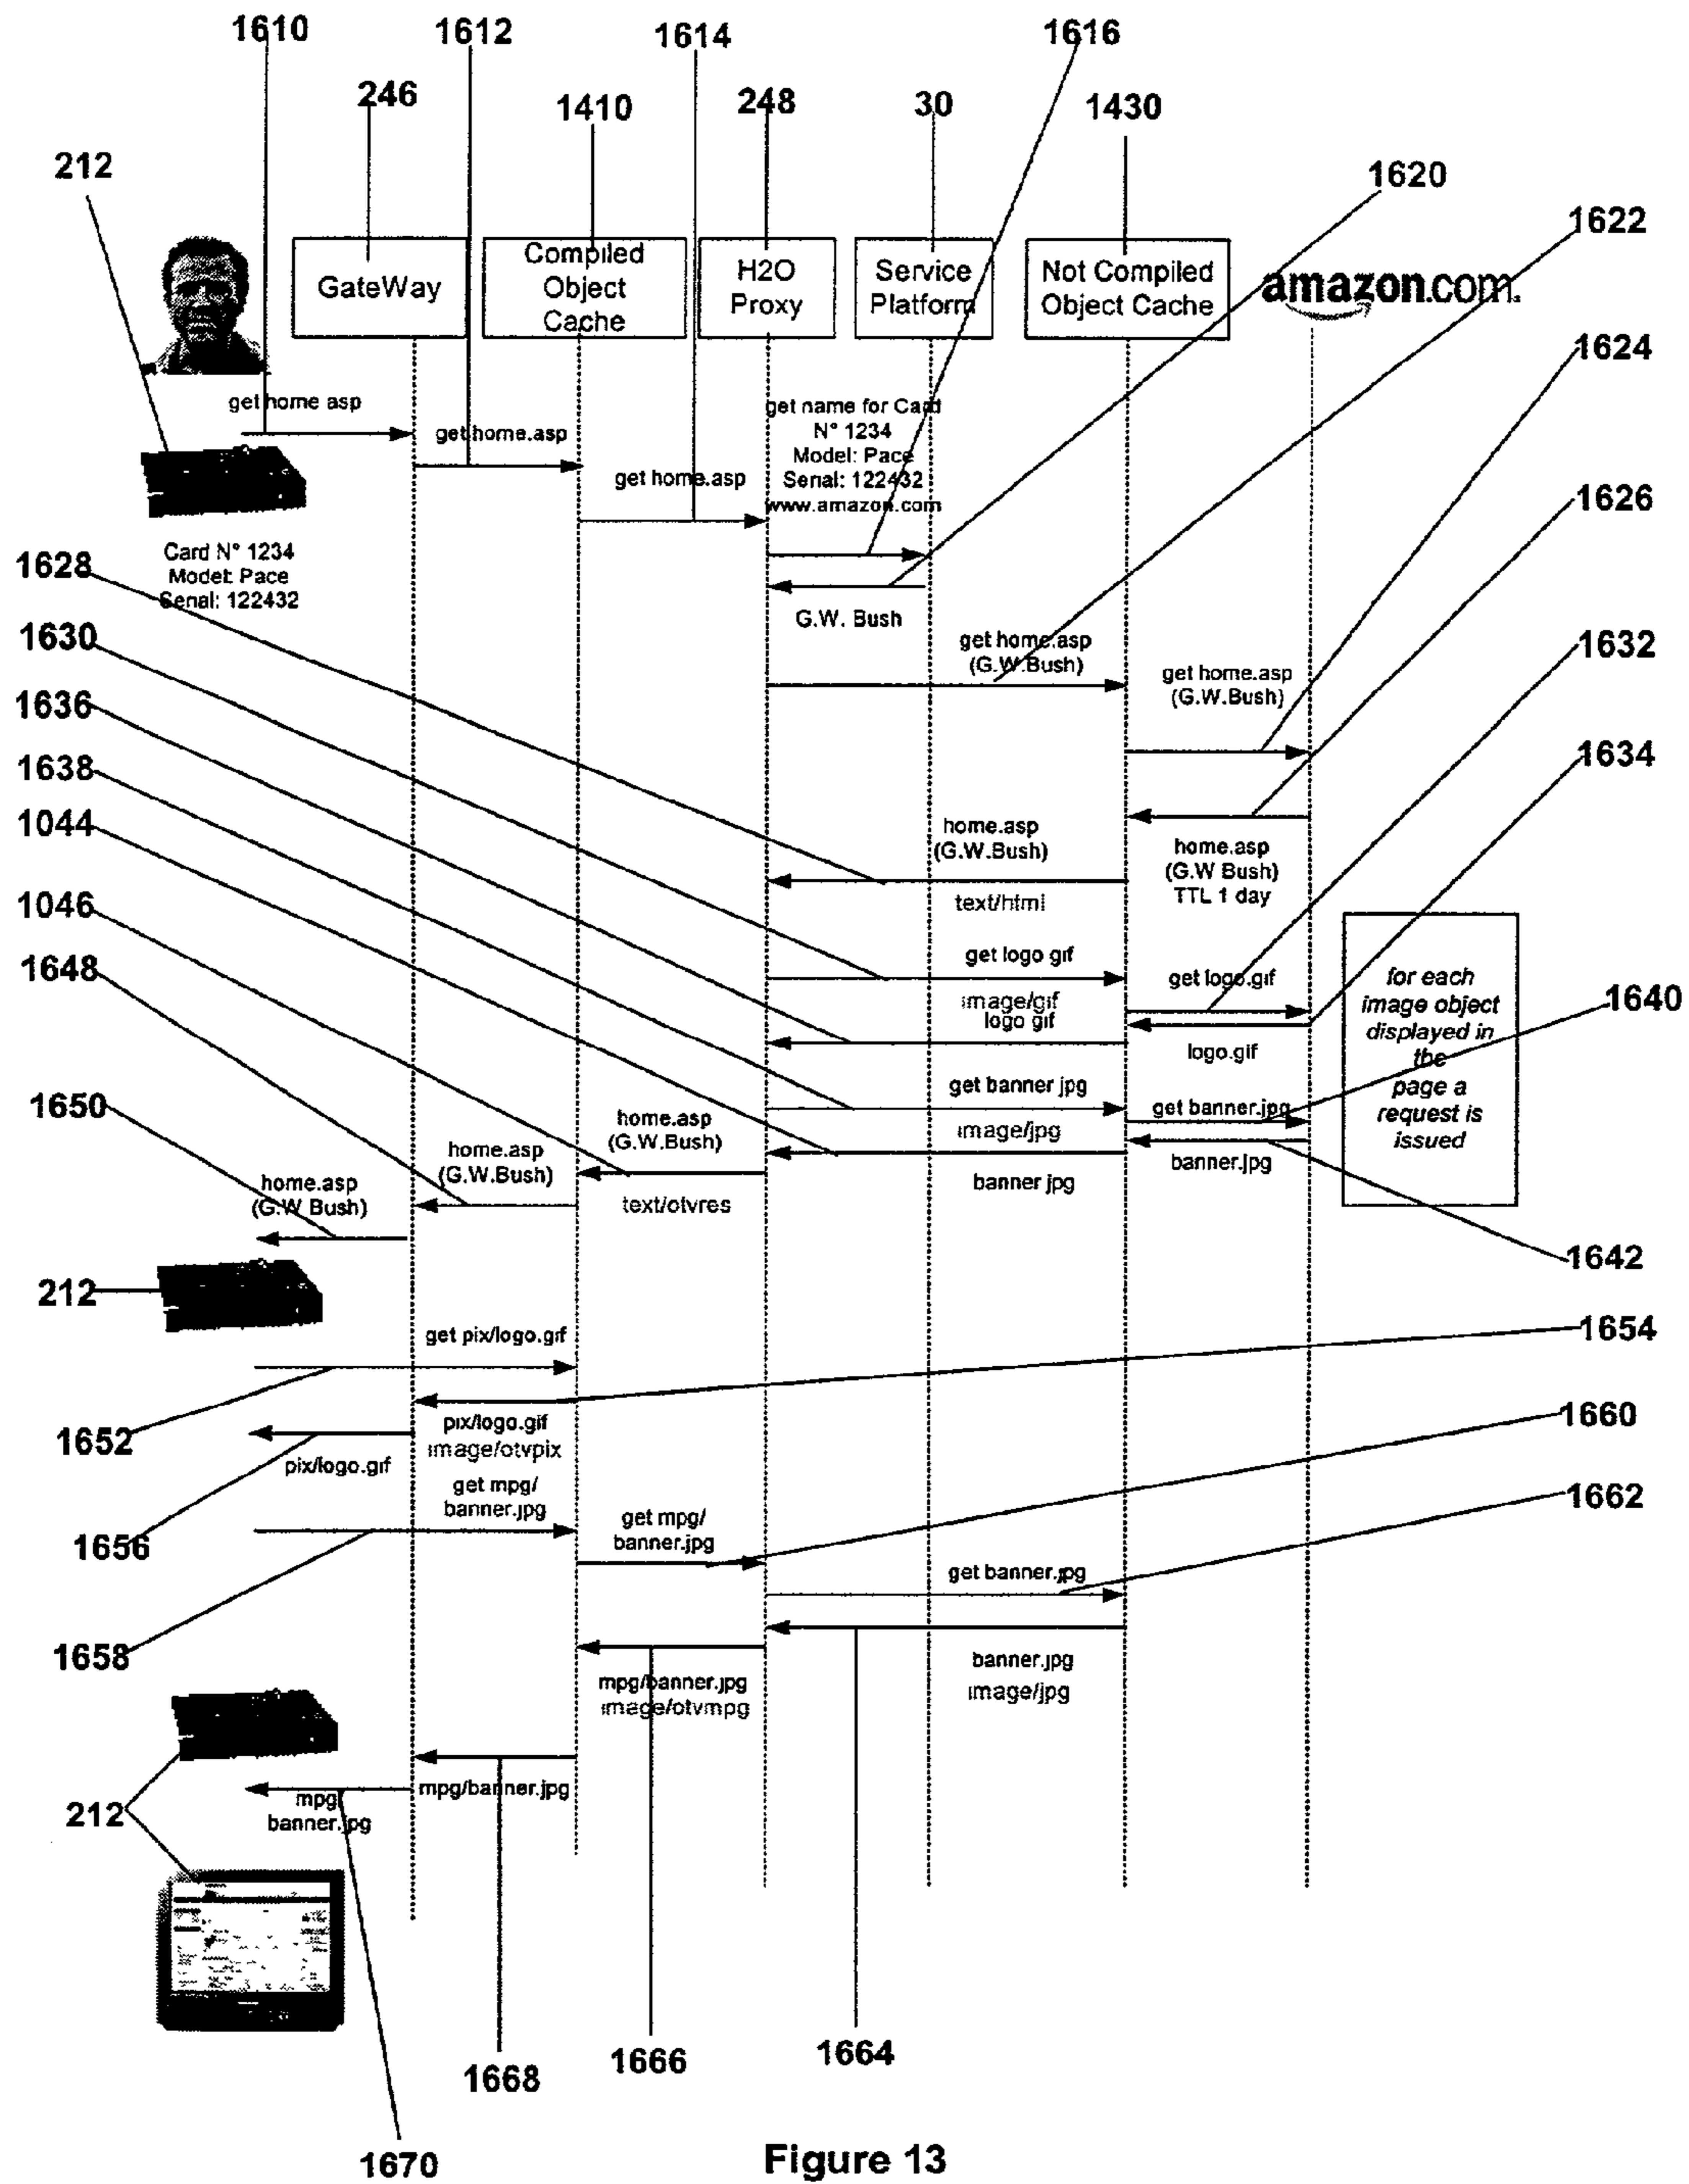 1610
1612
1614
1616
246
1410
248
30
1430
212
1620
1622
GateWay
Compiled
Object
Cache
H2O
Proxy
Service
Platform
Not Compiled
Object Cache
amazon.com.
1624
get home asp
get home.asp
get home.asp
get name for Card
N° 1234
Model: Pace
Serial: 122432
www.amazon.com
1626
Card N° 1234
Model: Pace
Serial: 122432
1628
G.W. Bush
1630
get home.asp
(G.W.Bush)
get home.asp
(G.W.Bush)
1632
1636
1634
1638
1044
home.asp
(G.W.Bush)
text/html
home.asp
(G.W Bush)
TTL 1 day
1046
1648
get logo gif
get logo.gif
image/gif
logo gif
logo.gif
for each
image object
displayed in
the
page a
request is
issued
1640
1650
get banner jpg
get banner.jpg
image/jpg
banner jpg
banner.jpg
home.asp
(G.W.Bush)
text/otvres
home.asp
(G.W.Bush)
home.asp
(G.W Bush)
1642
212
1654
get pix/logo.gif
1652
pix/logo.gif
image/otvpix
pix/logo.gif
1660
get mpg/
banner.jpg
get mpg/
banner.jpg
1662
1656
get banner.jpg
1658
banner.jpg
image/jpg
mpg/banner.jpg
image/otvmpg
mpg/banner.jpg
mpg
banner.jpg
212
1664
1666
1668
1670
Figure 13